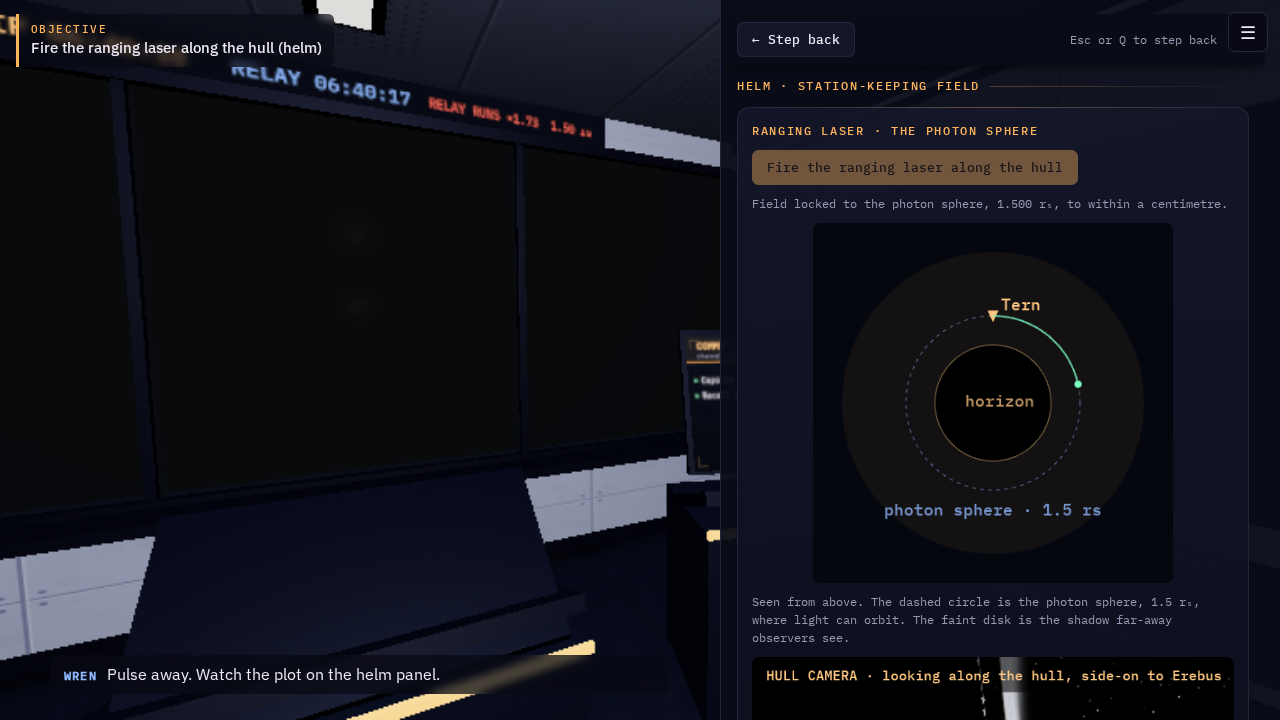 OBJECTIVE
Fire the ranging laser along the hull (helm)
RELAY 06:40:17
RELAY RUNS
← Step back
Esc or Q to step back
☰
HELM · STATION-KEEPING FIELD
RANGING LASER · THE PHOTON SPHERE
Fire the ranging laser along the hull
Field locked to the photon sphere, 1.500 rₛ, to within a centimetre.
Tern
horizon
photon sphere · 1.5 rs
Seen from above. The dashed circle is the photon sphere, 1.5 rₛ,
where light can orbit. The faint disk is the shadow far-away
observers see.
HULL CAMERA · looking along the hull, side-on to Erebus
WREN Pulse away. Watch the plot on the helm panel.